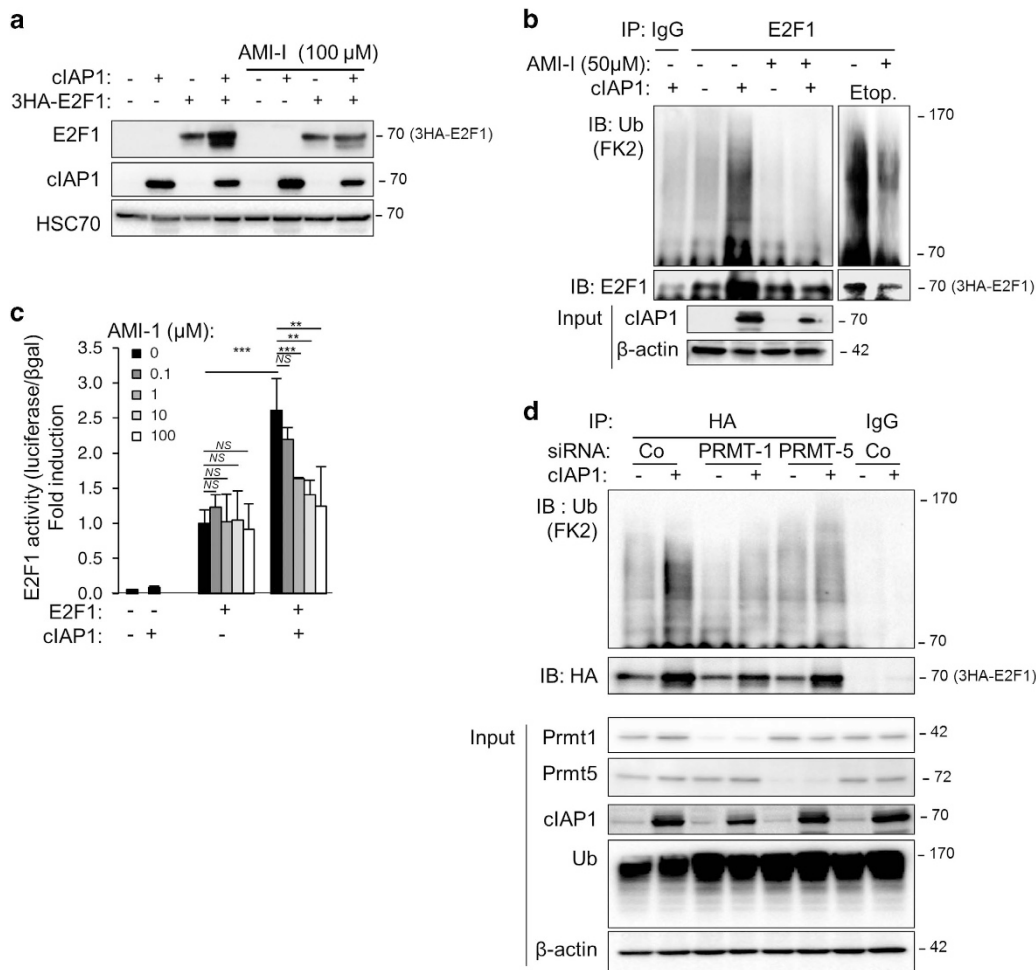 a
AMI-I (100 µM)
cIAP1: - + - + - + - +
3HA-E2F1: - - + + - - + +
E2F1
- 70 (3HA-E2F1)
cIAP1
- 70
HSC70
- 70
b
IP: IgG E2F1
AMI-I (50µM) - - - + + - +
cIAP1: + - + - +
Etop.
IB: Ub
(FK2)
- 170
- 70
IB: E2F1
- 70 (3HA-E2F1)
Input
cIAP1
- 70
β-actin
- 42
c
AMI-1 (µM):
0
0.1
1
10
100
E2F1 activity (luciferase/βgal)
Fold induction
3.5
3.0
2.5
2.0
1.5
1.0
0.5
0.0
***
**
**
***
NS
NS
NS
NS
NS
E2F1: - - + +
cIAP1: - + - +
d
IP: HA IgG
siRNA: Co PRMT-1 PRMT-5 Co
cIAP1: - + - + - + - +
IB : Ub
(FK2)
- 170
- 70
IB: HA
- 70 (3HA-E2F1)
Input
Prmt1
- 42
Prmt5
- 72
cIAP1
- 70
Ub
- 170
β-actin
- 42